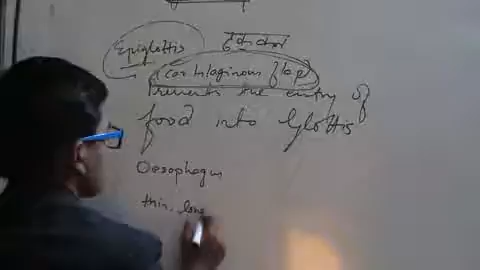 Epiglottis
(cartilaginous flap)
Prevents the entry of
food into Glottis
Oesophagus
thin, long